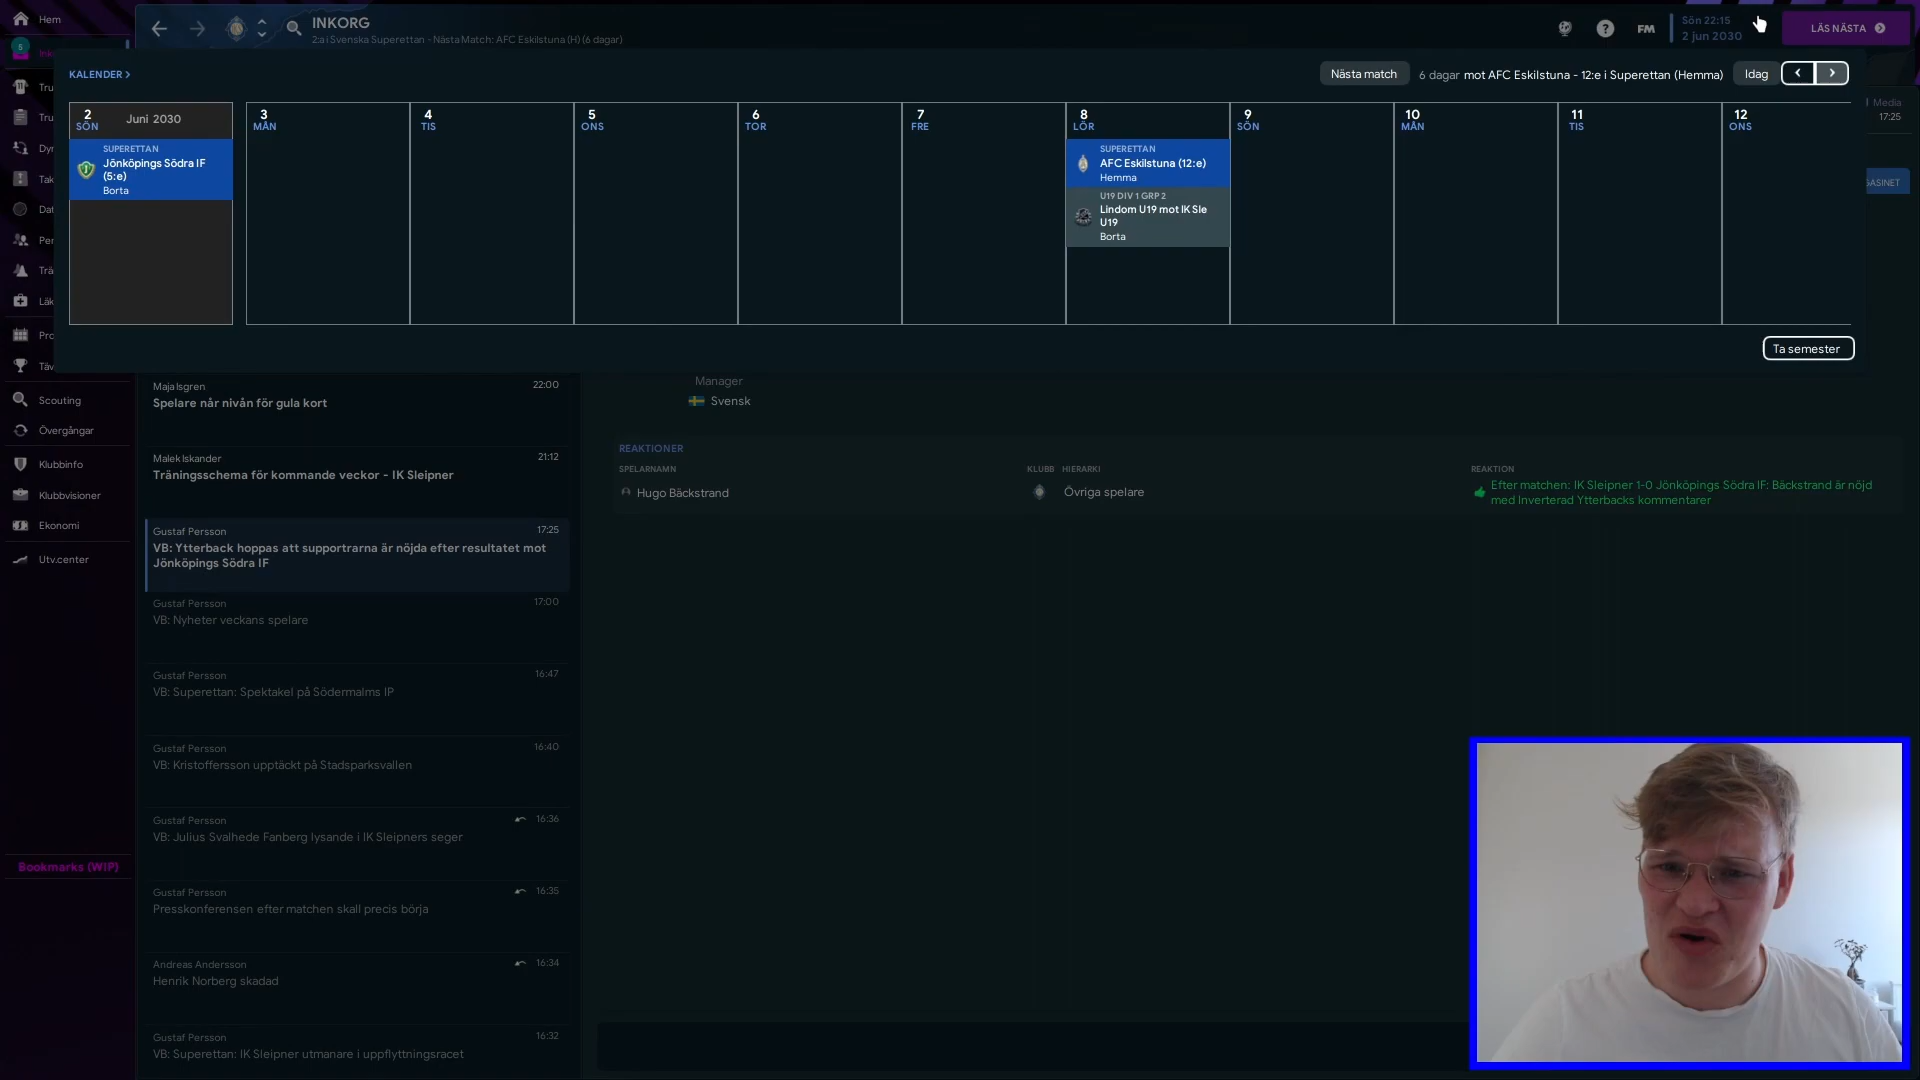 Hem
INKORG
2:a i Svenska Superettan - Nästa Match: AFC Eskilstuna (H) (6 dagar)
FM
Sön 22:15
2 jun 2030
LÄS NÄSTA
5
KALENDER >
Nästa match
6 dagar mot AFC Eskilstuna - 12:e i Superettan (Hemma)
Idag
Media
17:25
2
SÖN
Juni 2030
3
MÅN
4
TIS
5
ONS
6
TOR
7
FRE
8
LÖR
9
SÖN
10
MÅN
11
TIS
12
ONS
SUPERETTAN
Jönköpings Södra IF
(5:e)
Borta
SUPERETTAN
AFC Eskilstuna (12:e)
Hemma
U19 DIV 1 GRP 2
Lindom U19 mot IK Sle
U19
Borta
Ta semester
Scouting
Övergångar
Klubbinfo
Klubbvisioner
Ekonomi
Utv.center
Bookmarks (WIP)
Maja Isgren
22:00
Spelare når nivån för gula kort
Malek Iskander
21:12
Träningsschema för kommande veckor - IK Sleipner
Gustaf Persson
17:25
VB: Ytterback hoppas att supportrarna är nöjda efter resultatet mot
Jönköpings Södra IF
Gustaf Persson
17:00
VB: Nyheter veckans spelare
Gustaf Persson
16:47
VB: Superettan: Spektakel på Södermalms IP
Gustaf Persson
16:40
VB: Kristoffersson upptäckt på Stadsparksvallen
Gustaf Persson
16:36
VB: Julius Svalhede Fanberg lysande i IK Sleipners seger
Gustaf Persson
16:35
Presskonferensen efter matchen skall precis börja
Andreas Andersson
16:34
Henrik Norberg skadad
Gustaf Persson
16:32
VB: Superettan: IK Sleipner utmanare i uppflyttningsracet
Manager
Svensk
REAKTIONER
SPELARNAMN
KLUBB
HIERARKI
REAKTION
Hugo Bäckstrand
Övriga spelare
Efter matchen: IK Sleipner 1-0 Jönköpings Södra IF: Bäckstrand är nöjd
med Inverterad Ytterbacks kommentarer